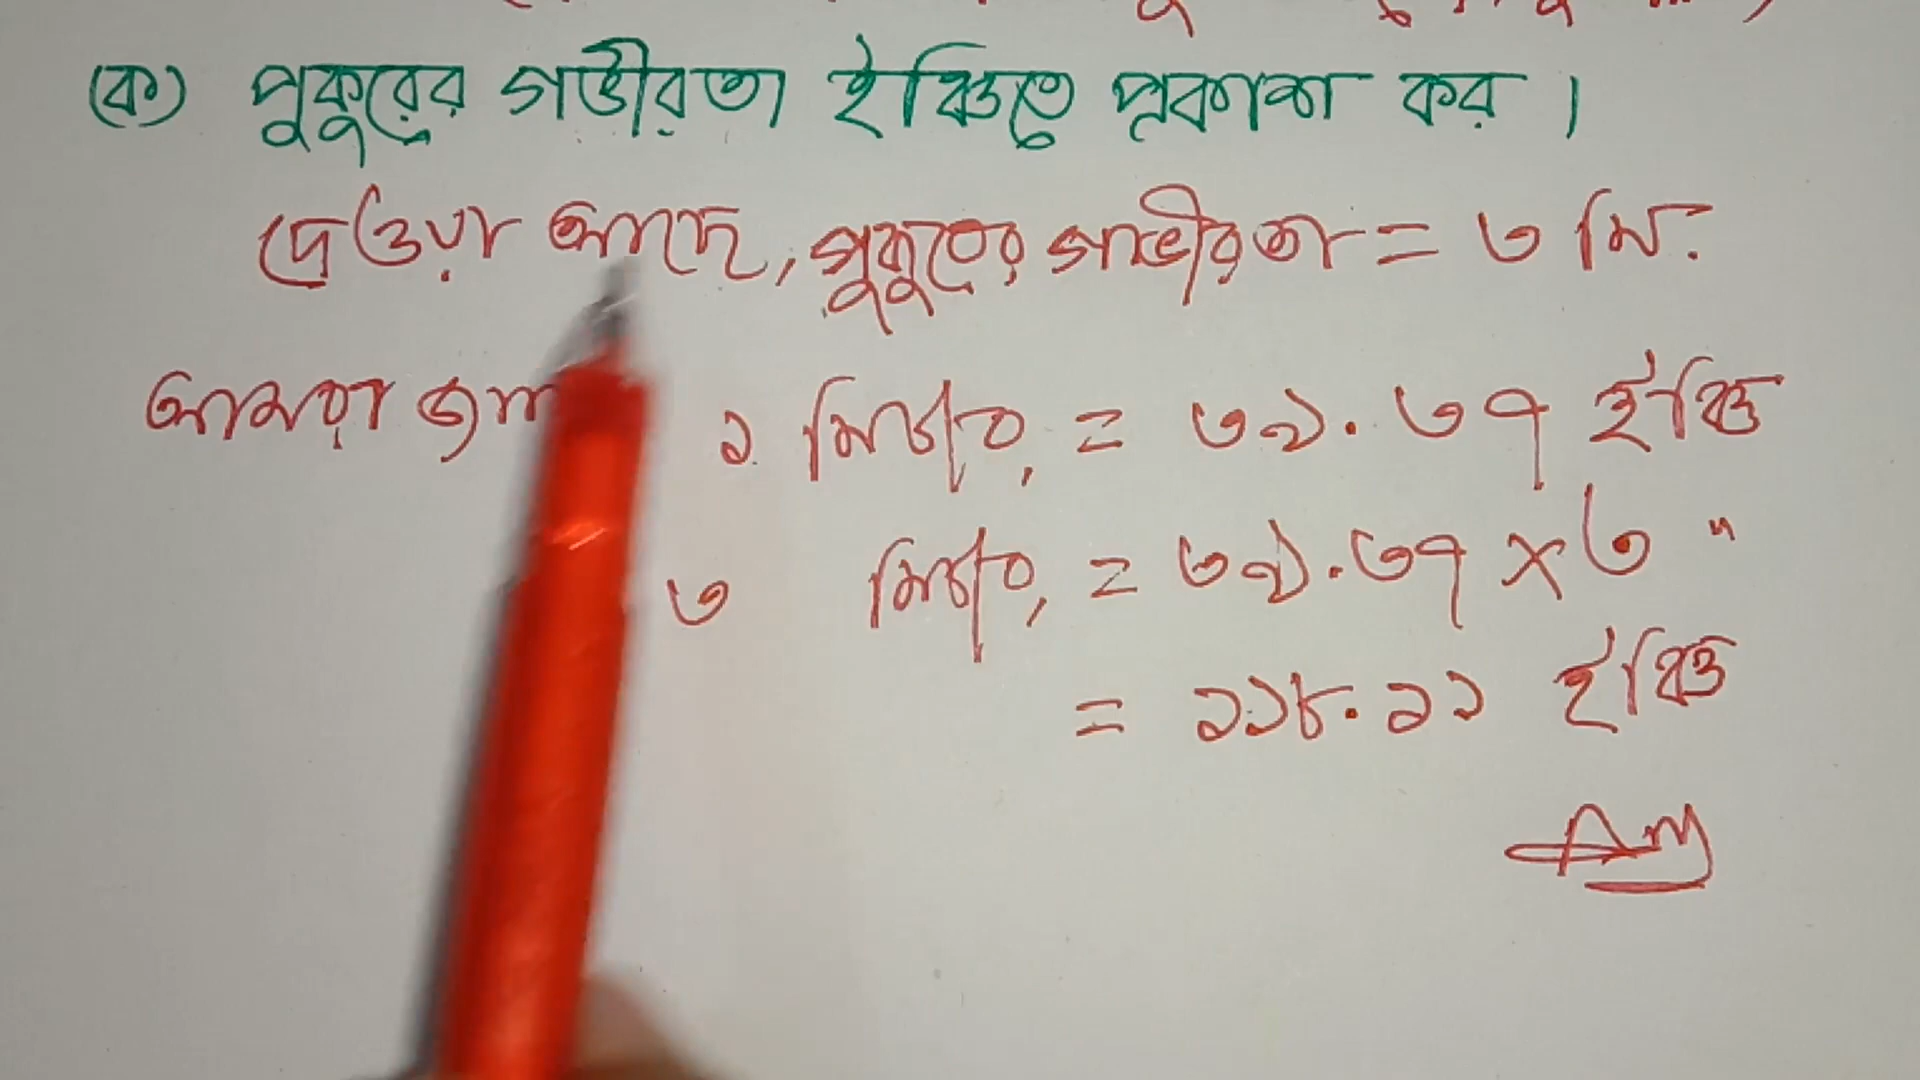 (ক) পুকুরের গভীরতা ইঞ্চিতে প্রকাশ কর।
দেওয়া আছে, পুকুরের গভীরতা = ৩ মি.
আমরা ১ মিটার, = ৩৯.৩৭ ইঞ্চি
৩ মিটার, = ৩৯.৩৭ × ৩ "
= ১১৮.১১ ইঞ্চি
Ans